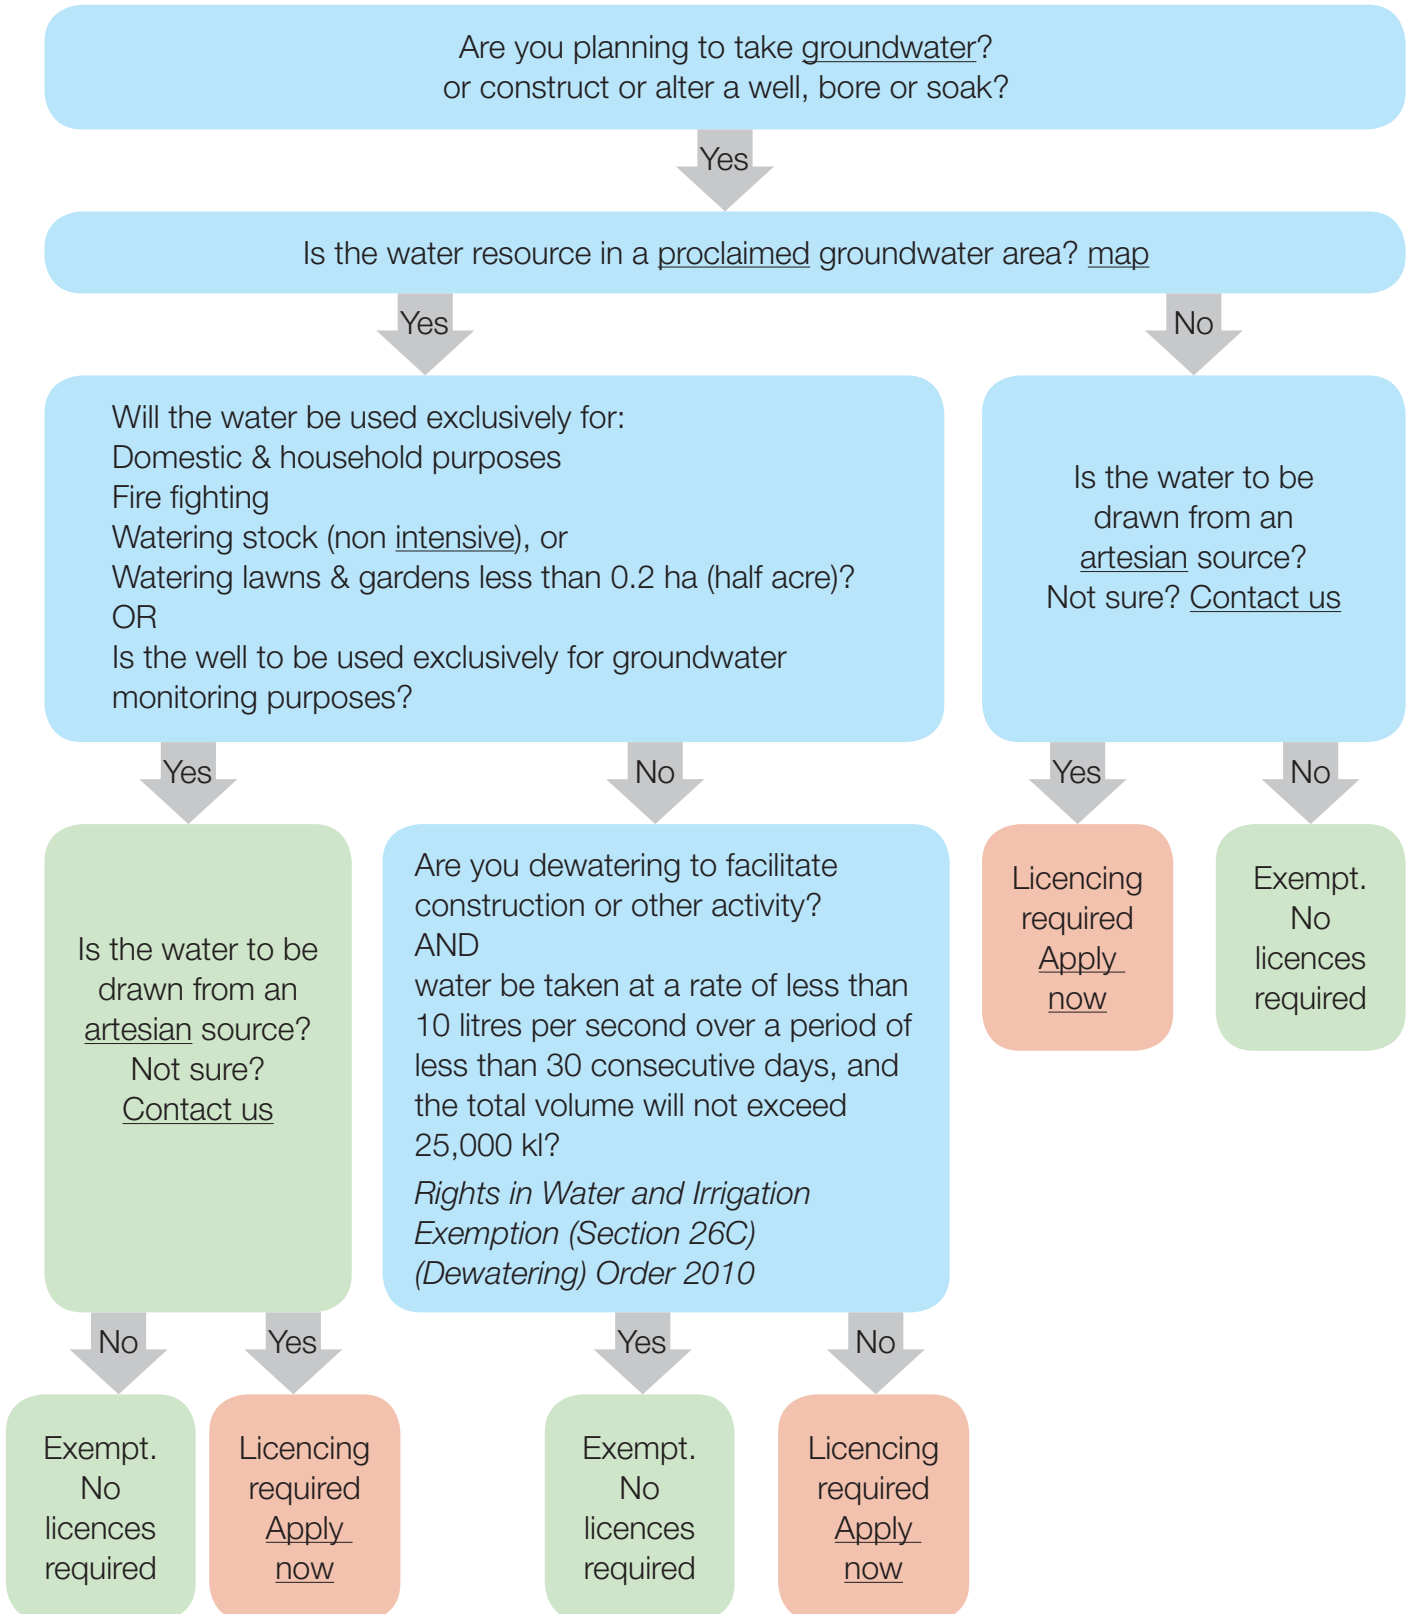 Are you planning to take groundwater?
or construct or alter a well, bore or soak?
Yes
Is the water resource in a proclaimed groundwater area? map
Yes
No
Will the water be used exclusively for:
Domestic & household purposes
Fire fighting
Watering stock (non intensive), or
Watering lawns & gardens less than 0.2 ha (half acre)?
OR
Is the well to be used exclusively for groundwater
monitoring purposes?
Is the water to be
drawn from an
artesian source?
Not sure? Contact us
Yes
No
Yes
No
Is the water to be
drawn from an
artesian source?
Not sure?
Contact us
Are you dewatering to facilitate
construction or other activity?
AND
water be taken at a rate of less than
10 litres per second over a period of
less than 30 consecutive days, and
the total volume will not exceed
25,000 kl?
Rights in Water and Irrigation
Exemption (Section 26C)
(Dewatering) Order 2010
Licencing
required
Apply
now
Exempt.
No
licences
required
No
Yes
Yes
No
Exempt.
No
licences
required
Licencing
required
Apply
now
Exempt.
No
licences
required
Licencing
required
Apply
now